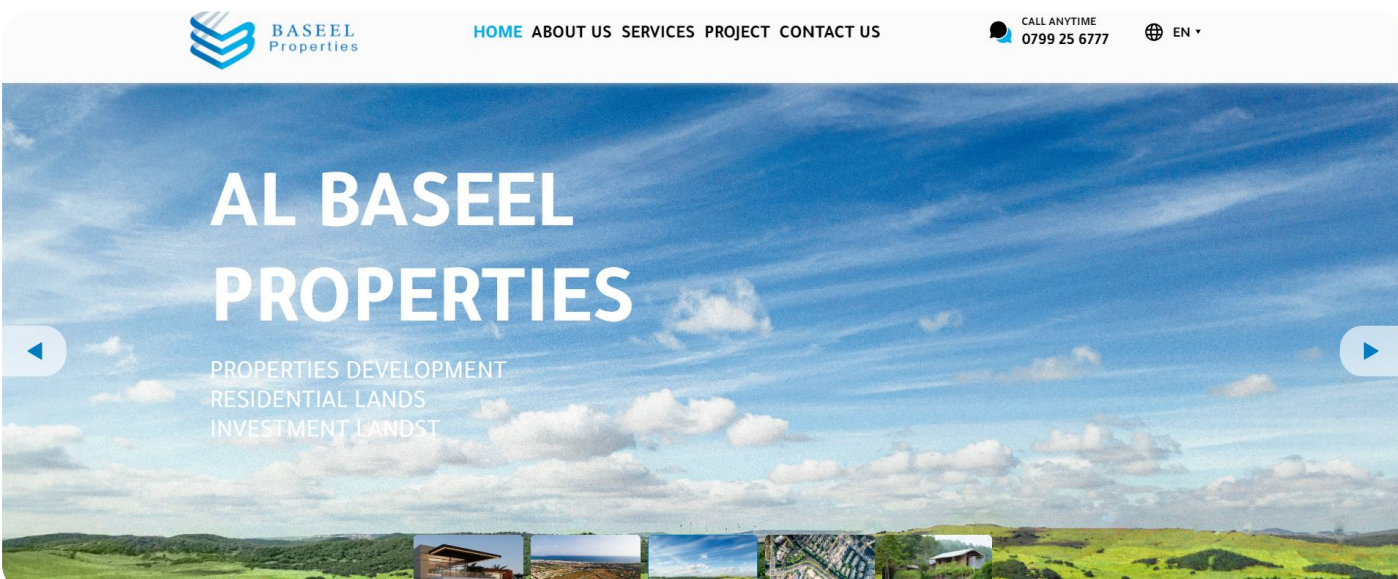 BASEEL
Properties
HOME ABOUT US SERVICES PROJECT CONTACT US
CALL ANYTIME
0799 25 6777
EN
AL BASEEL
PROPERTIES
PROPERTIES DEVELOPMENT
RESIDENTIAL LANDS
INVESTMENT LANDST